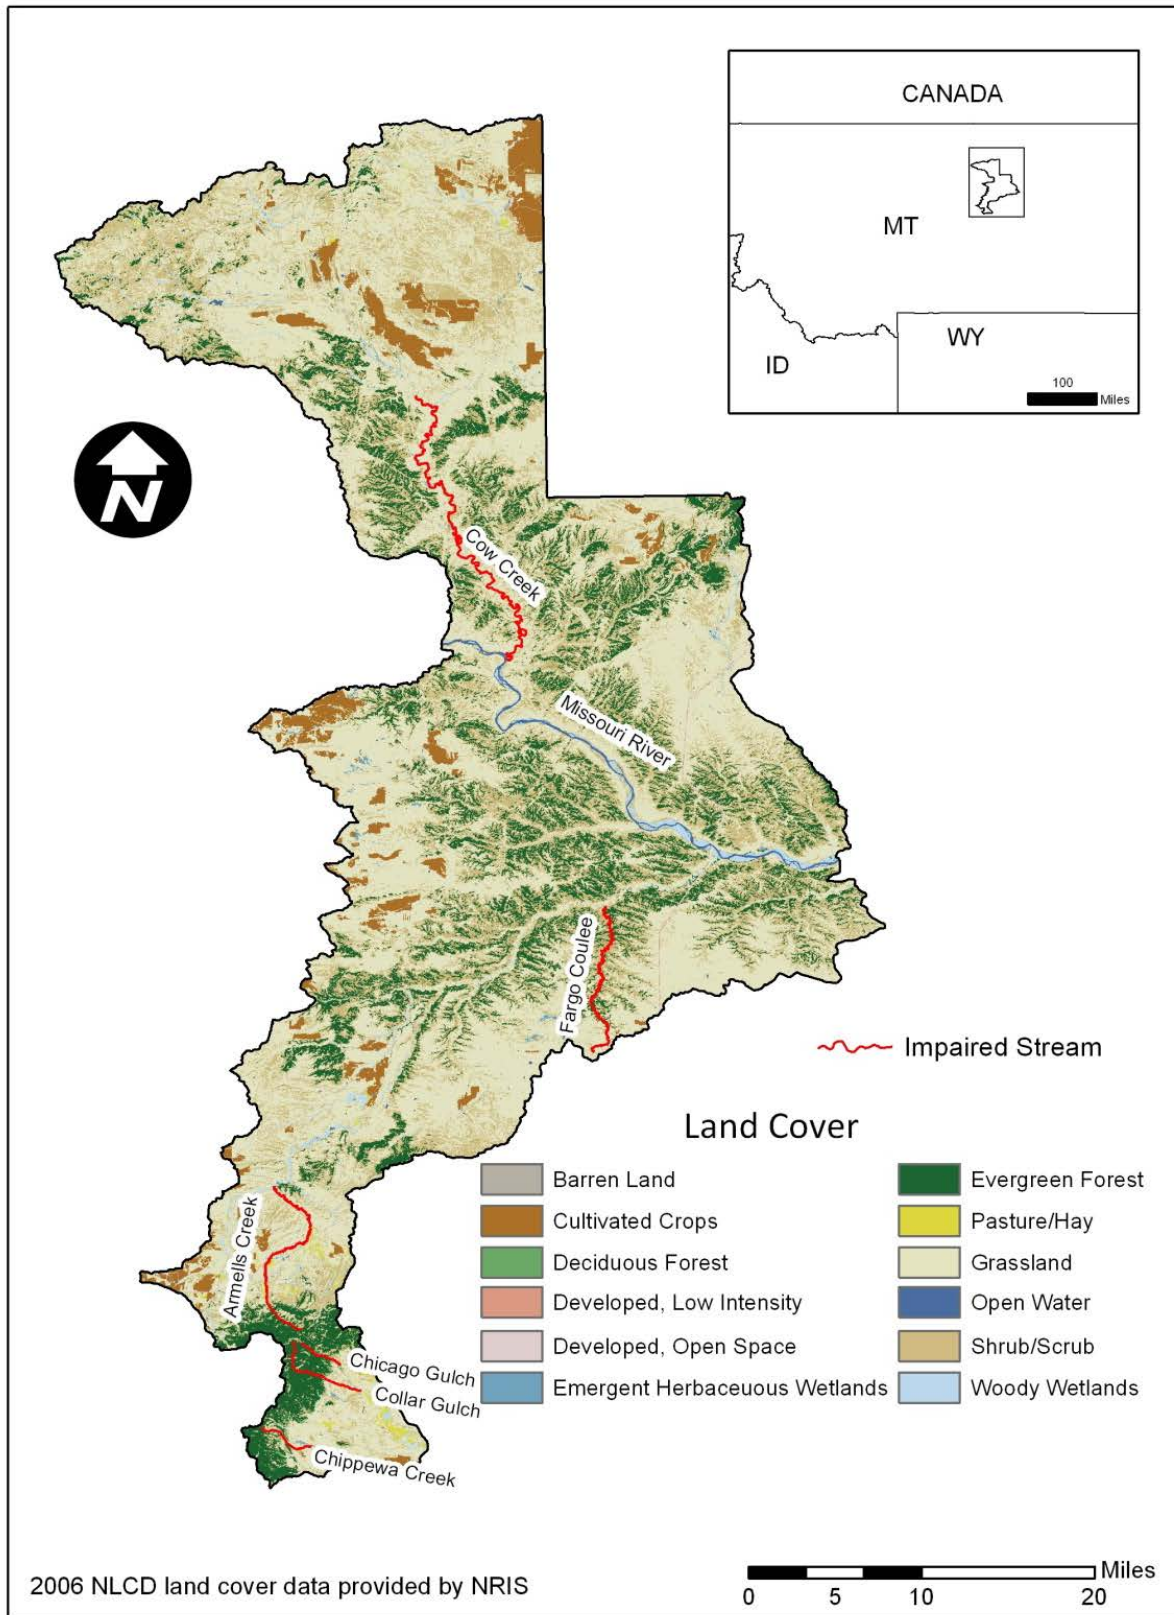 CANADA
MT
WY
ID
100
Miles
N
Cow Creek
Missouri River
Fargo Coulee
Impaired Stream
Land Cover
Barren Land
Evergreen Forest
Cultivated Crops
Pasture/Hay
Deciduous Forest
Grassland
Developed, Low Intensity
Open Water
Developed, Open Space
Shrub/Scrub
Emergent Herbaceuous Wetlands
Woody Wetlands
Armells Creek
Chicago Gulch
Collar Gulch
Chippewa Creek
2006 NLCD land cover data provided by NRIS
Miles
0 5 10 20